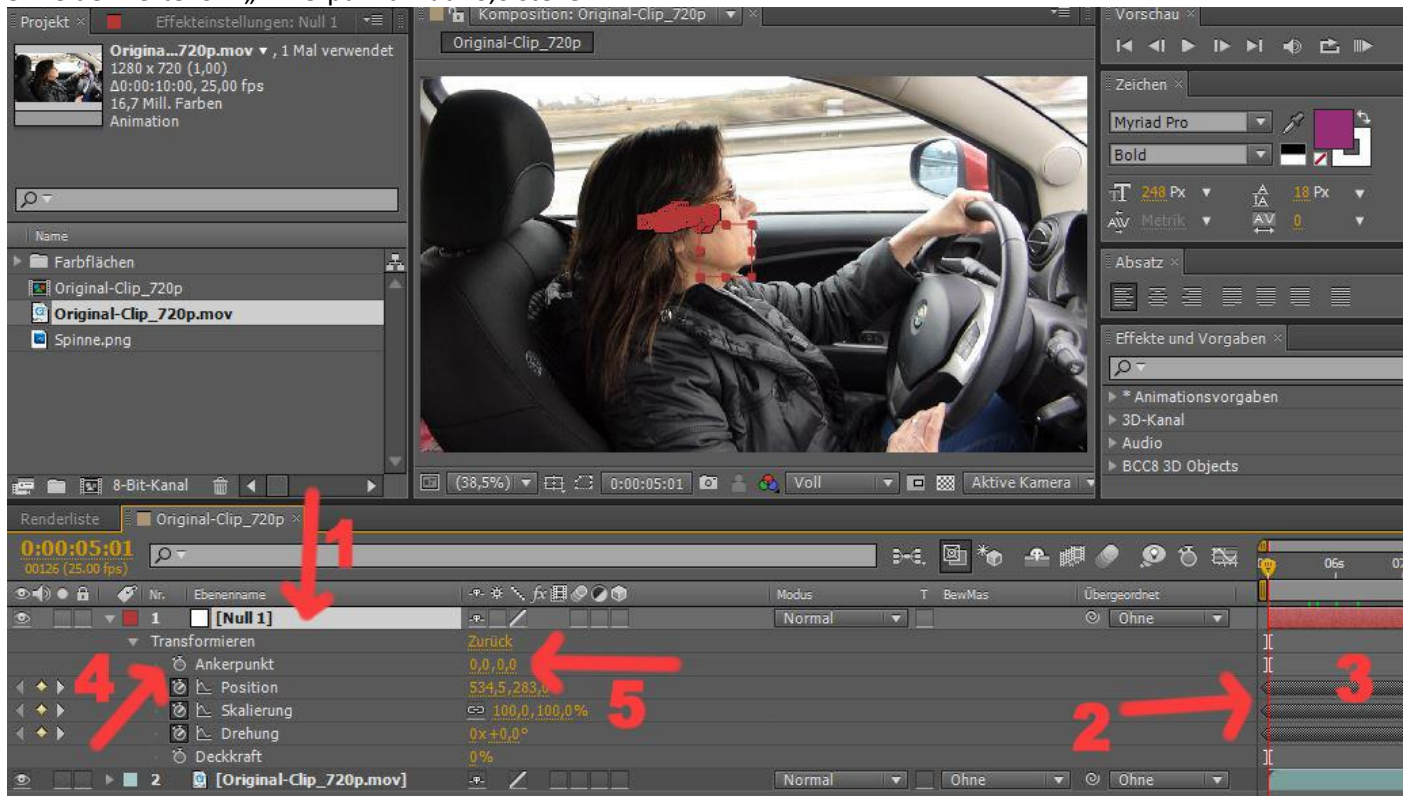 Projekt × Effekteinstellungen: Null 1
Origina...720p.mov ▼ , 1 Mal verwendet
1280 x 720 (1,00)
Δ0:00:10:00, 25,00 fps
16,7 Mill. Farben
Animation
Name
Farbflächen
Original-Clip_720p
Original-Clip_720p.mov
Spinne.png
8-Bit-Kanal
Komposition: Original-Clip_720p
Original-Clip_720p
(38,5%) 0:00:05:01 Voll Aktive Kamera
Vorschau ×
Zeichen ×
Myriad Pro
Bold
248 Px 18 Px
Metrik 0
Absatz ×
Effekte und Vorgaben ×
* Animationsvorgaben
3D-Kanal
Audio
BCC8 3D Objects
Renderliste Original-Clip_720p ×
1
0:00:05:01
00126 (25.00 fps)
06s 07
Nr. Ebenenname Modus T BewMas Übergeordnet
1 [Null 1] Normal Ohne
Transformieren Zurück
Ankerpunkt 0,0,0,0
4 Position 534,5,283,0 3
Skalierung 100,0,100,0% 5 2
Drehung 0x+0,0°
Deckkraft 0%
2 [Original-Clip_720p.mov] Normal Ohne Ohne